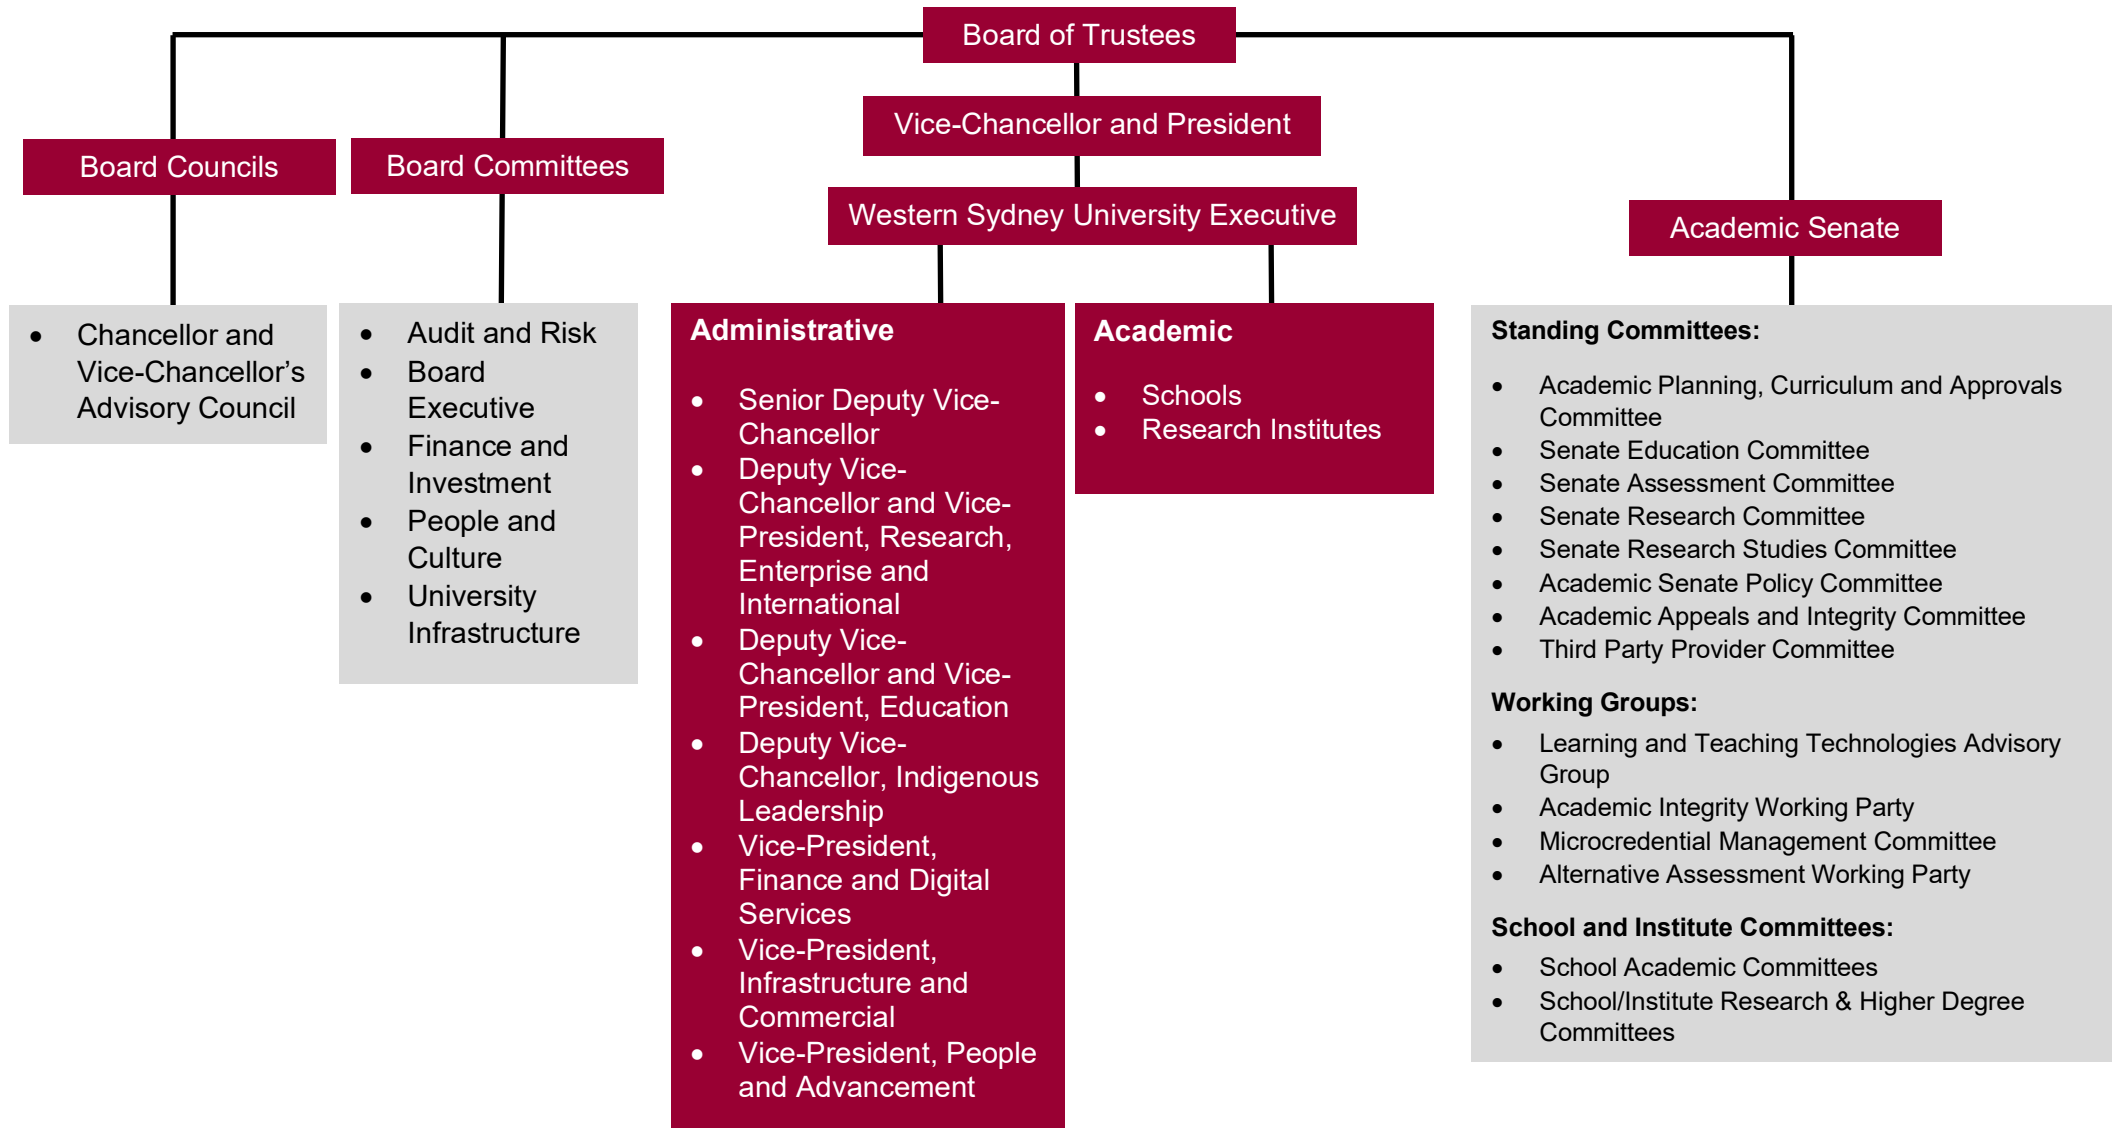 Board of Trustees
Vice-Chancellor and President
Board Councils
Board Committees
Western Sydney University Executive
Academic Senate
• Chancellor and
Vice-Chancellor’s
Advisory Council
• Audit and Risk
• Board
Executive
• Finance and
Investment
• People and
Culture
• University
Infrastructure
Administrative
• Senior Deputy Vice-
Chancellor
• Deputy Vice-
Chancellor and Vice-
President, Research,
Enterprise and
International
• Deputy Vice-
Chancellor and Vice-
President, Education
• Deputy Vice-
Chancellor, Indigenous
Leadership
• Vice-President,
Finance and Digital
Services
• Vice-President,
Infrastructure and
Commercial
• Vice-President, People
and Advancement
Academic
• Schools
• Research Institutes
Standing Committees:
• Academic Planning, Curriculum and Approvals
Committee
• Senate Education Committee
• Senate Assessment Committee
• Senate Research Committee
• Senate Research Studies Committee
• Academic Senate Policy Committee
• Academic Appeals and Integrity Committee
• Third Party Provider Committee
Working Groups:
• Learning and Teaching Technologies Advisory
Group
• Academic Integrity Working Party
• Microcredential Management Committee
• Alternative Assessment Working Party
School and Institute Committees:
• School Academic Committees
• School/Institute Research & Higher Degree
Committees